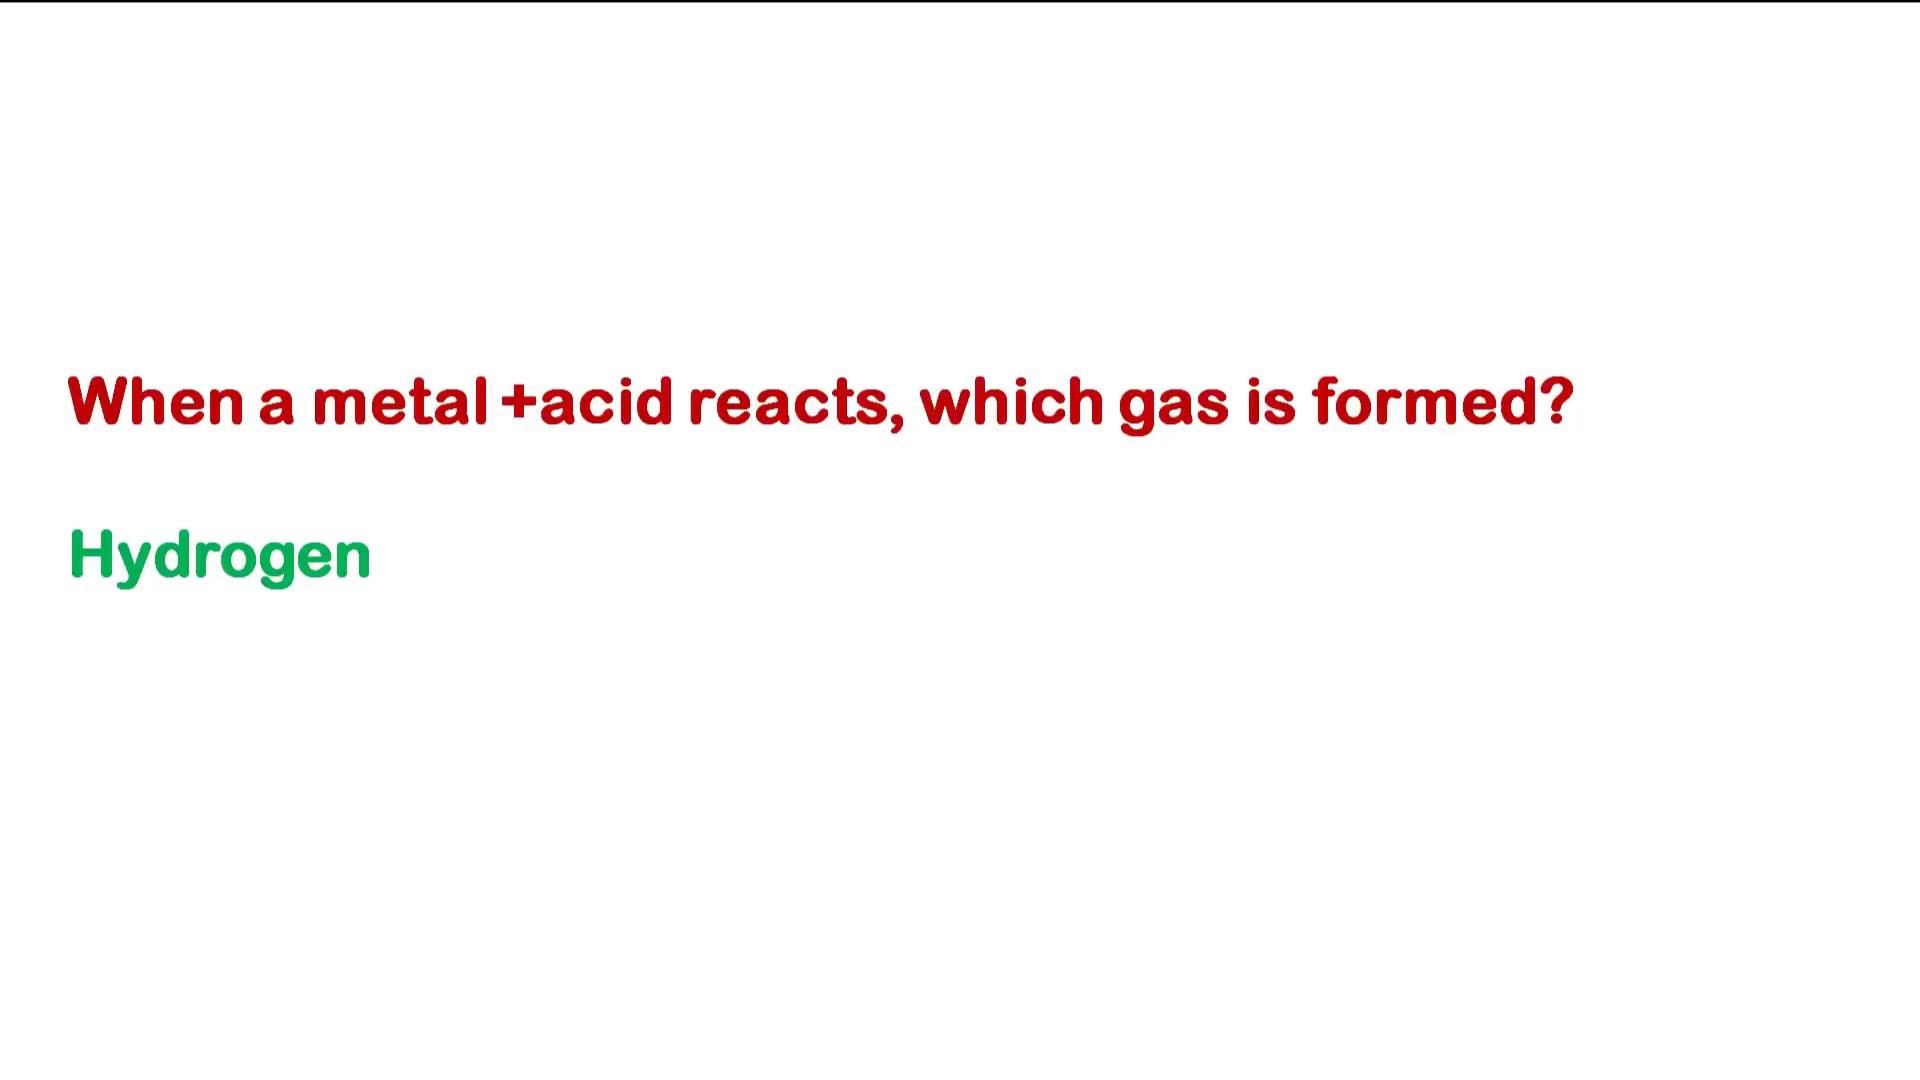 When a metal +acid reacts, which gas is formed?
Hydrogen